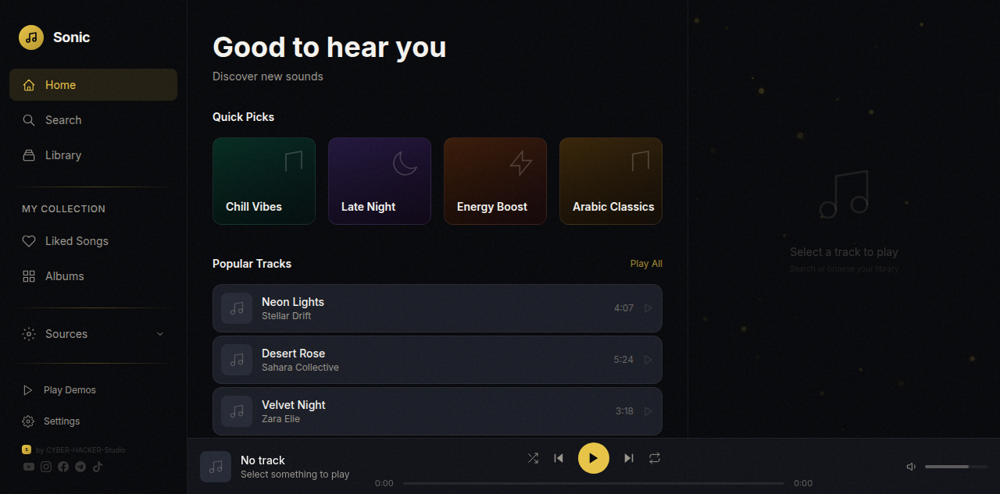 Sonic
Home
Search
Library
MY COLLECTION
Liked Songs
Albums
Sources
Play Demos
Settings
$ by CYBER-HACKER-Studio
Good to hear you
Discover new sounds
Quick Picks
Chill Vibes
Late Night
Energy Boost
Arabic Classics
Popular Tracks
Play All
Neon Lights
Stellar Drift
4:07
Desert Rose
Sahara Collective
5:24
Velvet Night
Zara Elie
3:18
Select a track to play
Search or browse your library
No track
Select something to play
0:00
0:00